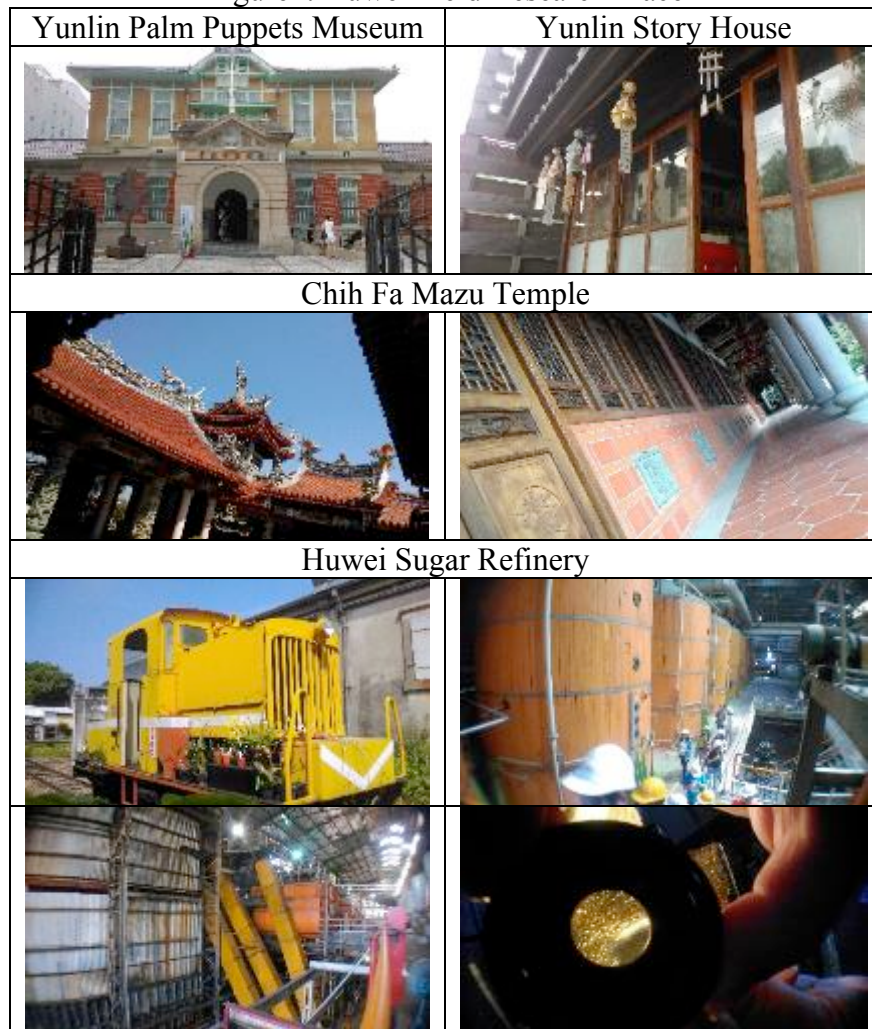 Yunlin Palm Puppets Museum
Yunlin Story House
Chih Fa Mazu Temple
Huwei Sugar Refinery